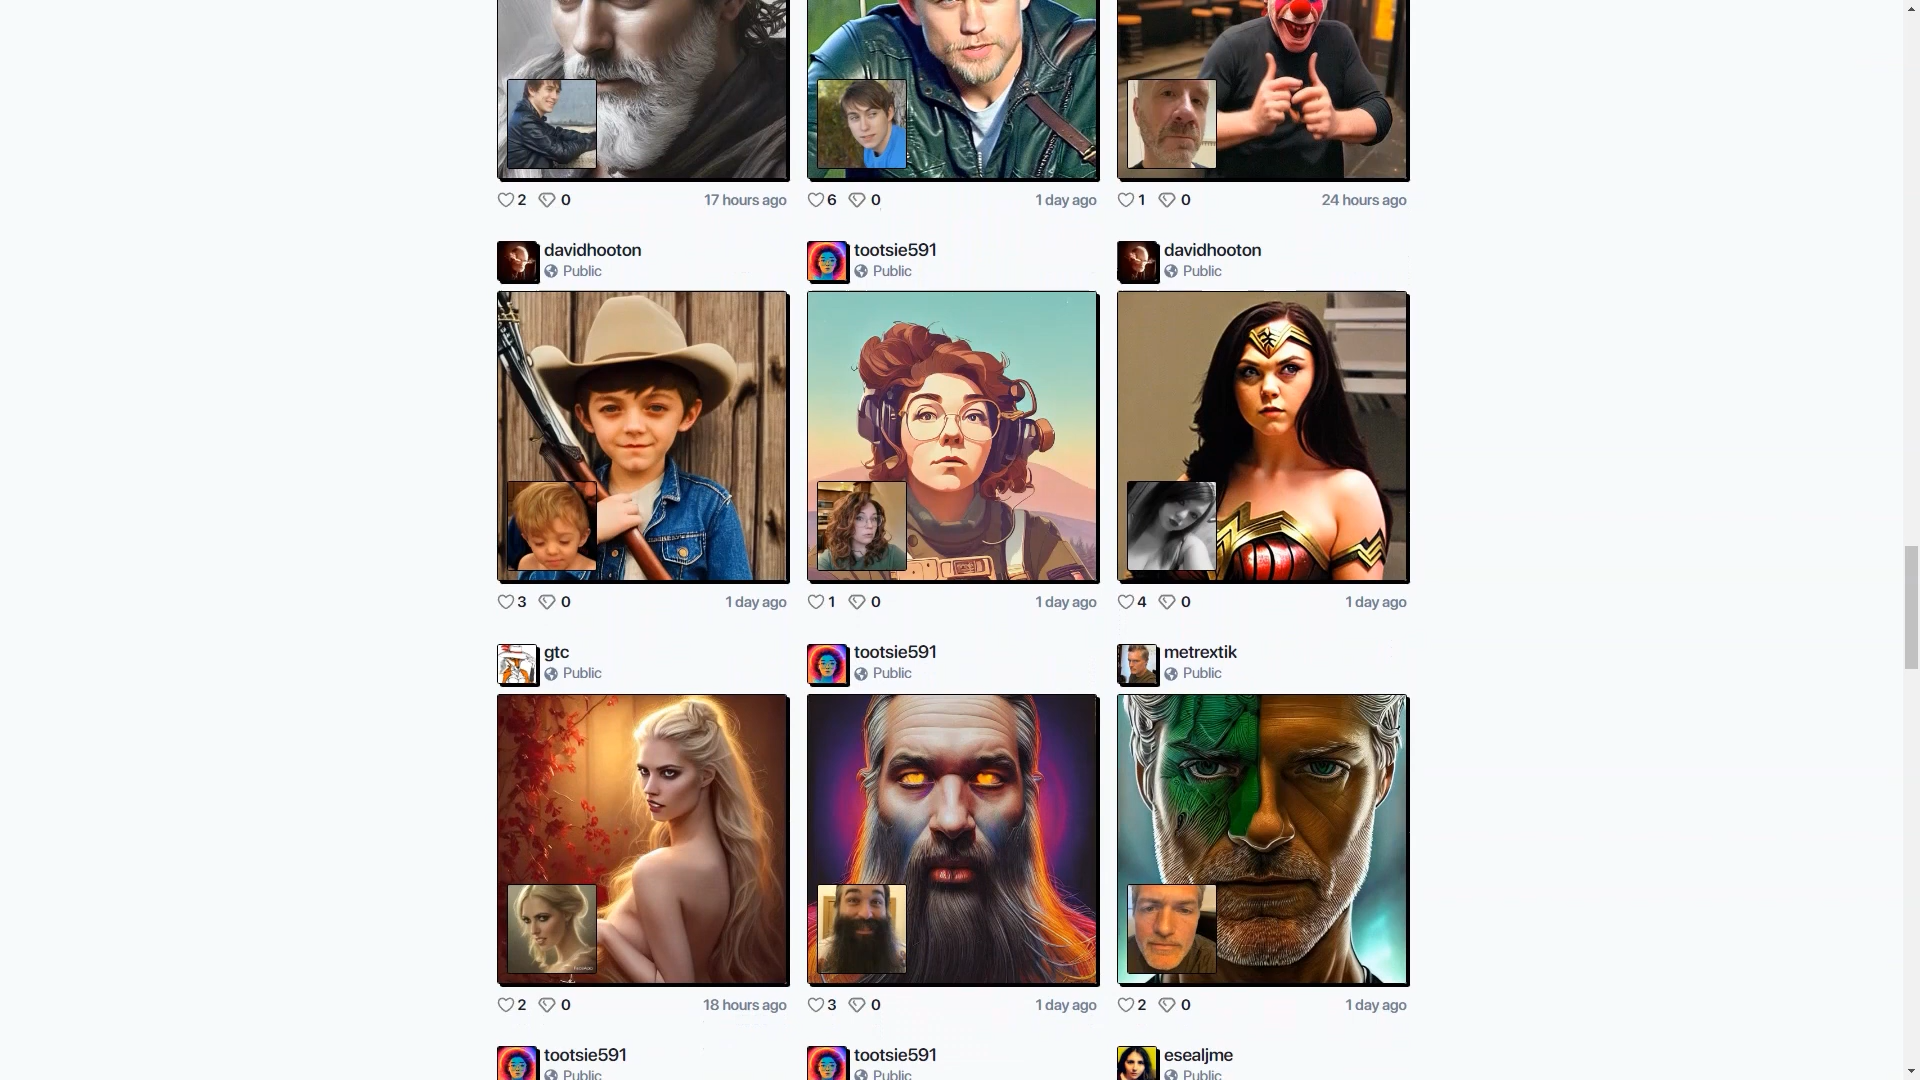 2 0 17 hours ago
6 0 1 day ago
1 0 24 hours ago
davidhooton
Public
tootsie591
Public
davidhooton
Public
3 0 1 day ago
1 0 1 day ago
4 0 1 day ago
gtc
Public
tootsie591
Public
metrextik
Public
2 0 18 hours ago
3 0 1 day ago
2 0 1 day ago
tootsie591
Public
tootsie591
Public
esealjme
Public